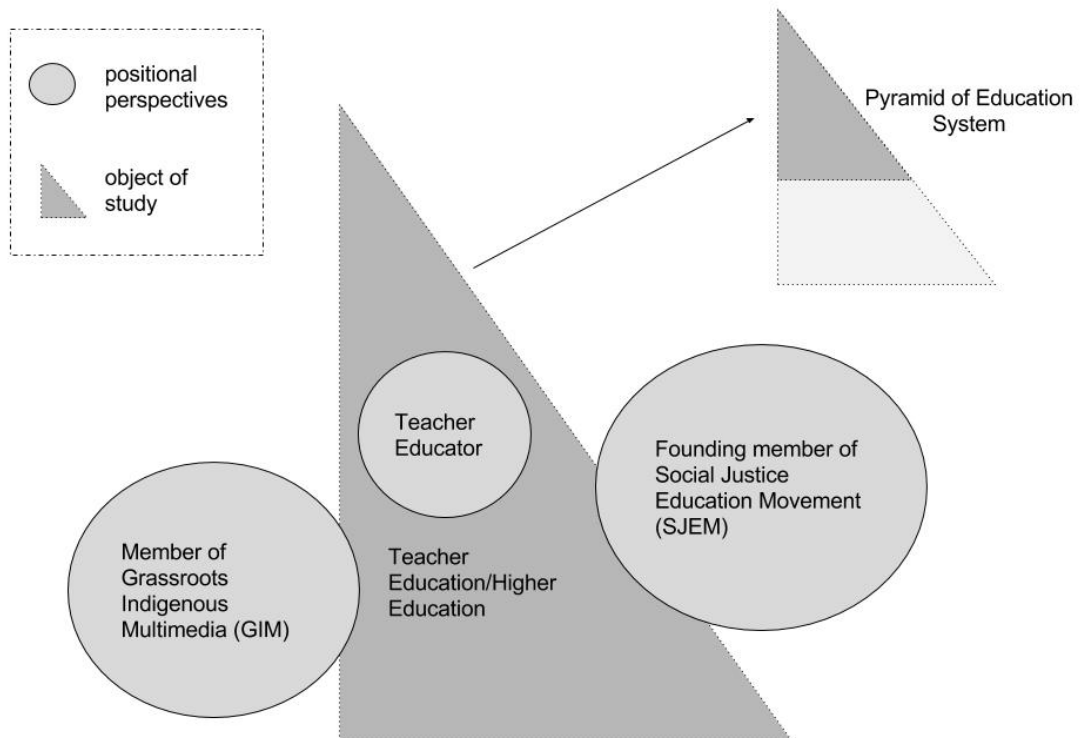 positional
perspectives
object of
study
Pyramid of Education
System
Teacher
Educator
Founding member of
Social Justice
Education Movement
(SJEM)
Member of
Grassroots
Indigenous
Multimedia (GIM)
Teacher
Education/Higher
Education